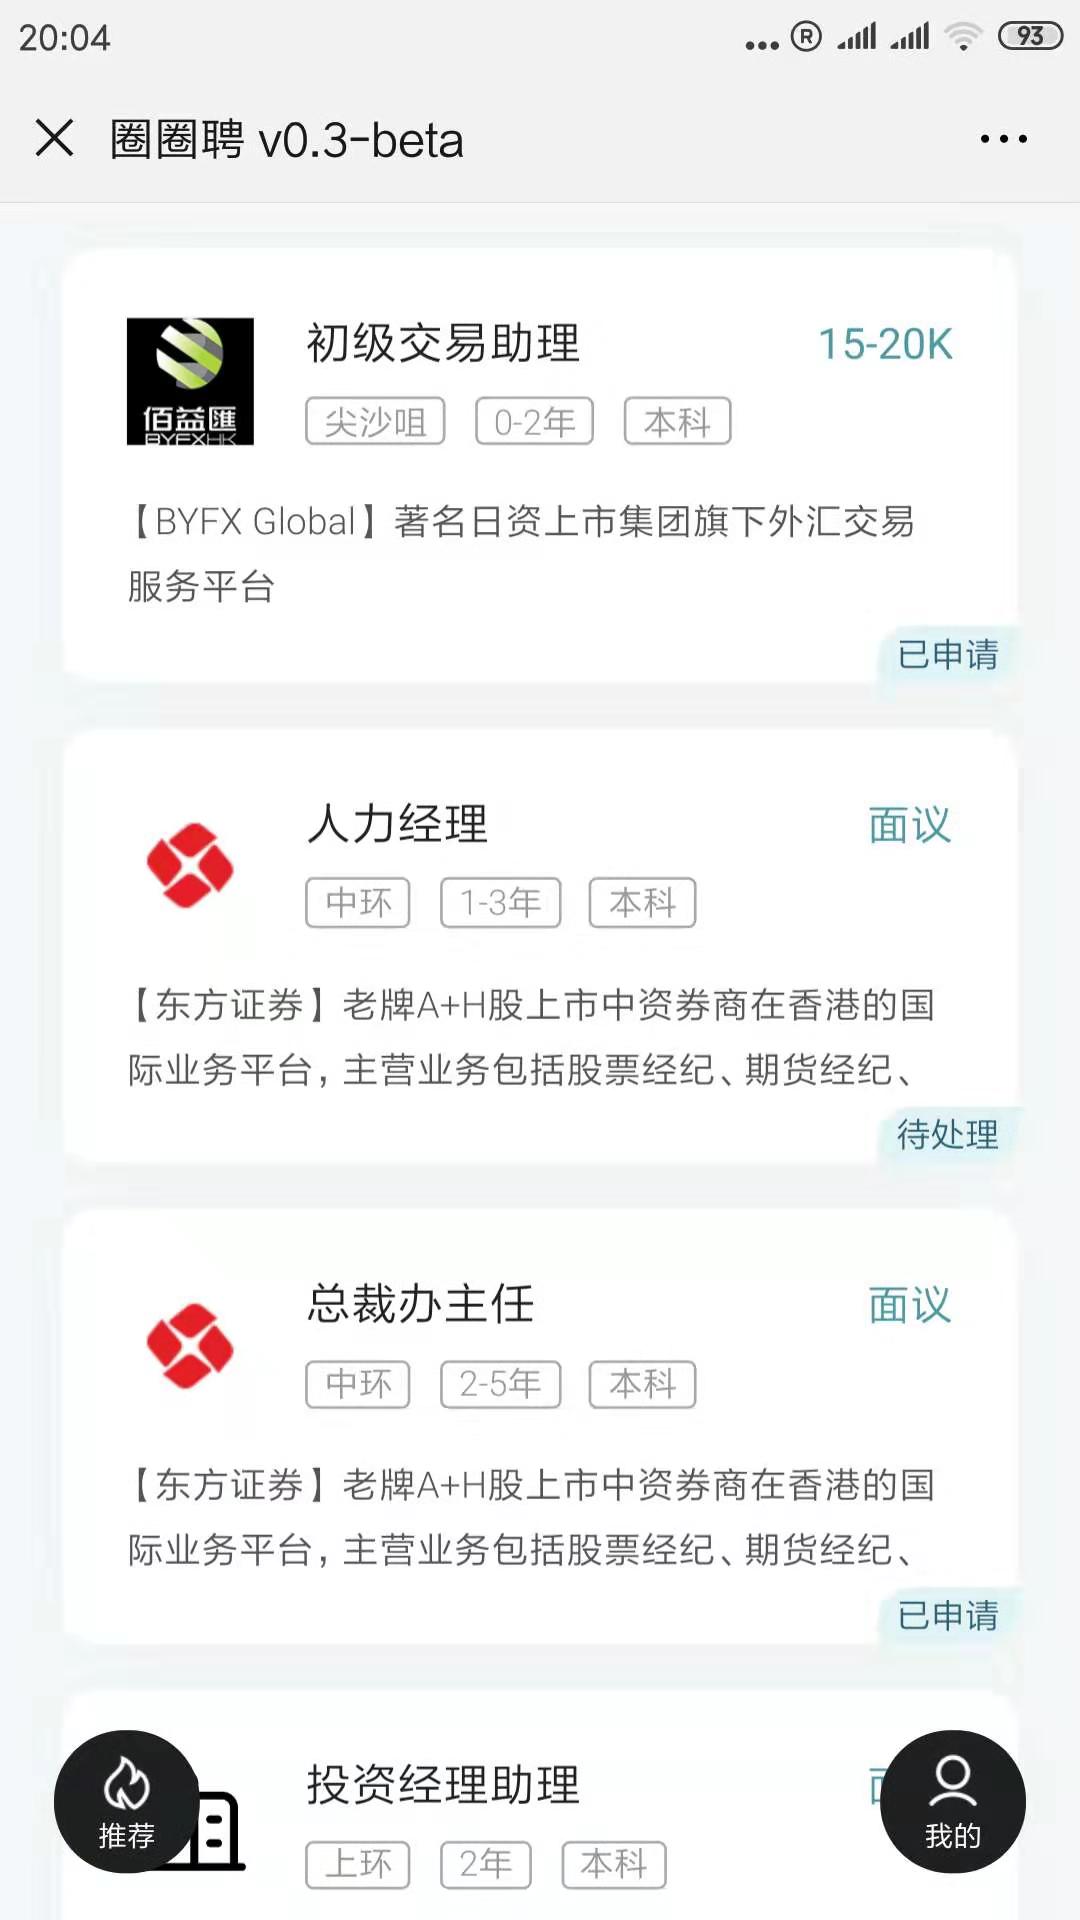 20:04
93
圈圈聘 v0.3-beta
佰益匯
BYFXHK
初级交易助理
15-20K
尖沙咀 0-2年 本科
【BYFX Global】著名日资上市集团旗下外汇交易
服务平台
已申请
人力经理
面议
中环 1-3年 本科
【东方证券】老牌A+H股上市中资券商在香港的国
际业务平台，主营业务包括股票经纪、期货经纪、
待处理
总裁办主任
面议
中环 2-5年 本科
【东方证券】老牌A+H股上市中资券商在香港的国
际业务平台，主营业务包括股票经纪、期货经纪、
已申请
投资经理助理
上环 2年 本科
推荐
我的